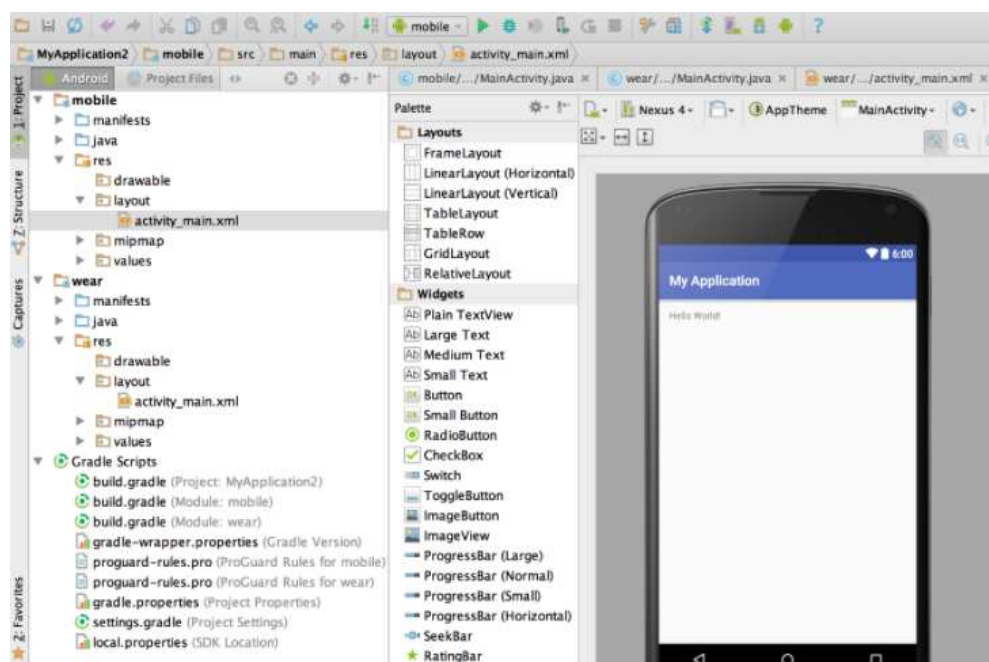 mobile
MyApplication2 mobile src main res layout activity_main.xml
1: Project
Z: Structure
Captures
2: Favorites
Android Project Files
mobile
manifests
java
res
drawable
layout
activity_main.xml
mipmap
values
wear
manifests
java
res
drawable
layout
activity_main.xml
mipmap
values
Gradle Scripts
build.gradle (Project: MyApplication2)
build.gradle (Module: mobile)
build.gradle (Module: wear)
gradle-wrapper.properties (Gradle Version)
proguard-rules.pro (ProGuard Rules for mobile)
proguard-rules.pro (ProGuard Rules for wear)
gradle.properties (Project Properties)
settings.gradle (Project Settings)
local.properties (SDK Location)
mobile/.../MainActivity.java wear/.../MainActivity.java wear/.../activity_main.xml
Palette
Layouts
FrameLayout
LinearLayout (Horizontal)
LinearLayout (Vertical)
TableLayout
TableRow
GridLayout
RelativeLayout
Widgets
Ab Plain TextView
Ab Large Text
Ab Medium Text
Ab Small Text
OK Button
OK Small Button
RadioButton
CheckBox
Switch
ToggleButton
ImageButton
ImageView
ProgressBar (Large)
ProgressBar (Normal)
ProgressBar (Small)
ProgressBar (Horizontal)
SeekBar
RatingBar
Nexus 4 AppTheme MainActivity
6:00
My Application
Hello World!